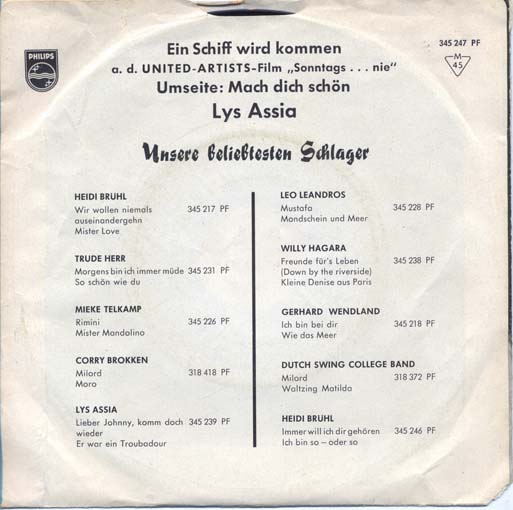 PHILIPS
Ein Schiff wird kommen
345 247 PF
a. d. UNITED-ARTISTS-Film „Sonntags . . . nie"
M
45
Umseite: Mach dich schön
Lys Assia
Unsere beliebtesten Schlager
HEIDI BRÜHL
Wir wollen niemals 345 217 PF
auseinandergehn
Mister Love
TRUDE HERR
Morgens bin ich immer müde 345 231 PF
So schön wie du
MIEKE TELKAMP
Rimini 345 226 PF
Mister Mandolino
CORRY BROKKEN
Milord 318 418 PF
Moro
LYS ASSIA
Lieber Johnny, komm doch 345 239 PF
wieder
Er war ein Troubadour
LEO LEANDROS
Mustafa 345 228 PF
Mondschein und Meer
WILLY HAGARA
Freunde für's Leben 345 238 PF
(Down by the riverside)
Kleine Denise aus Paris
GERHARD WENDLAND
Ich bin bei dir 345 218 PF
Wie das Meer
DUTCH SWING COLLEGE BAND
Milord 318 372 PF
Waltzing Matilda
HEIDI BRUHL
Immer will ich dir gehören 345 246 PF
Ich bin so – oder so